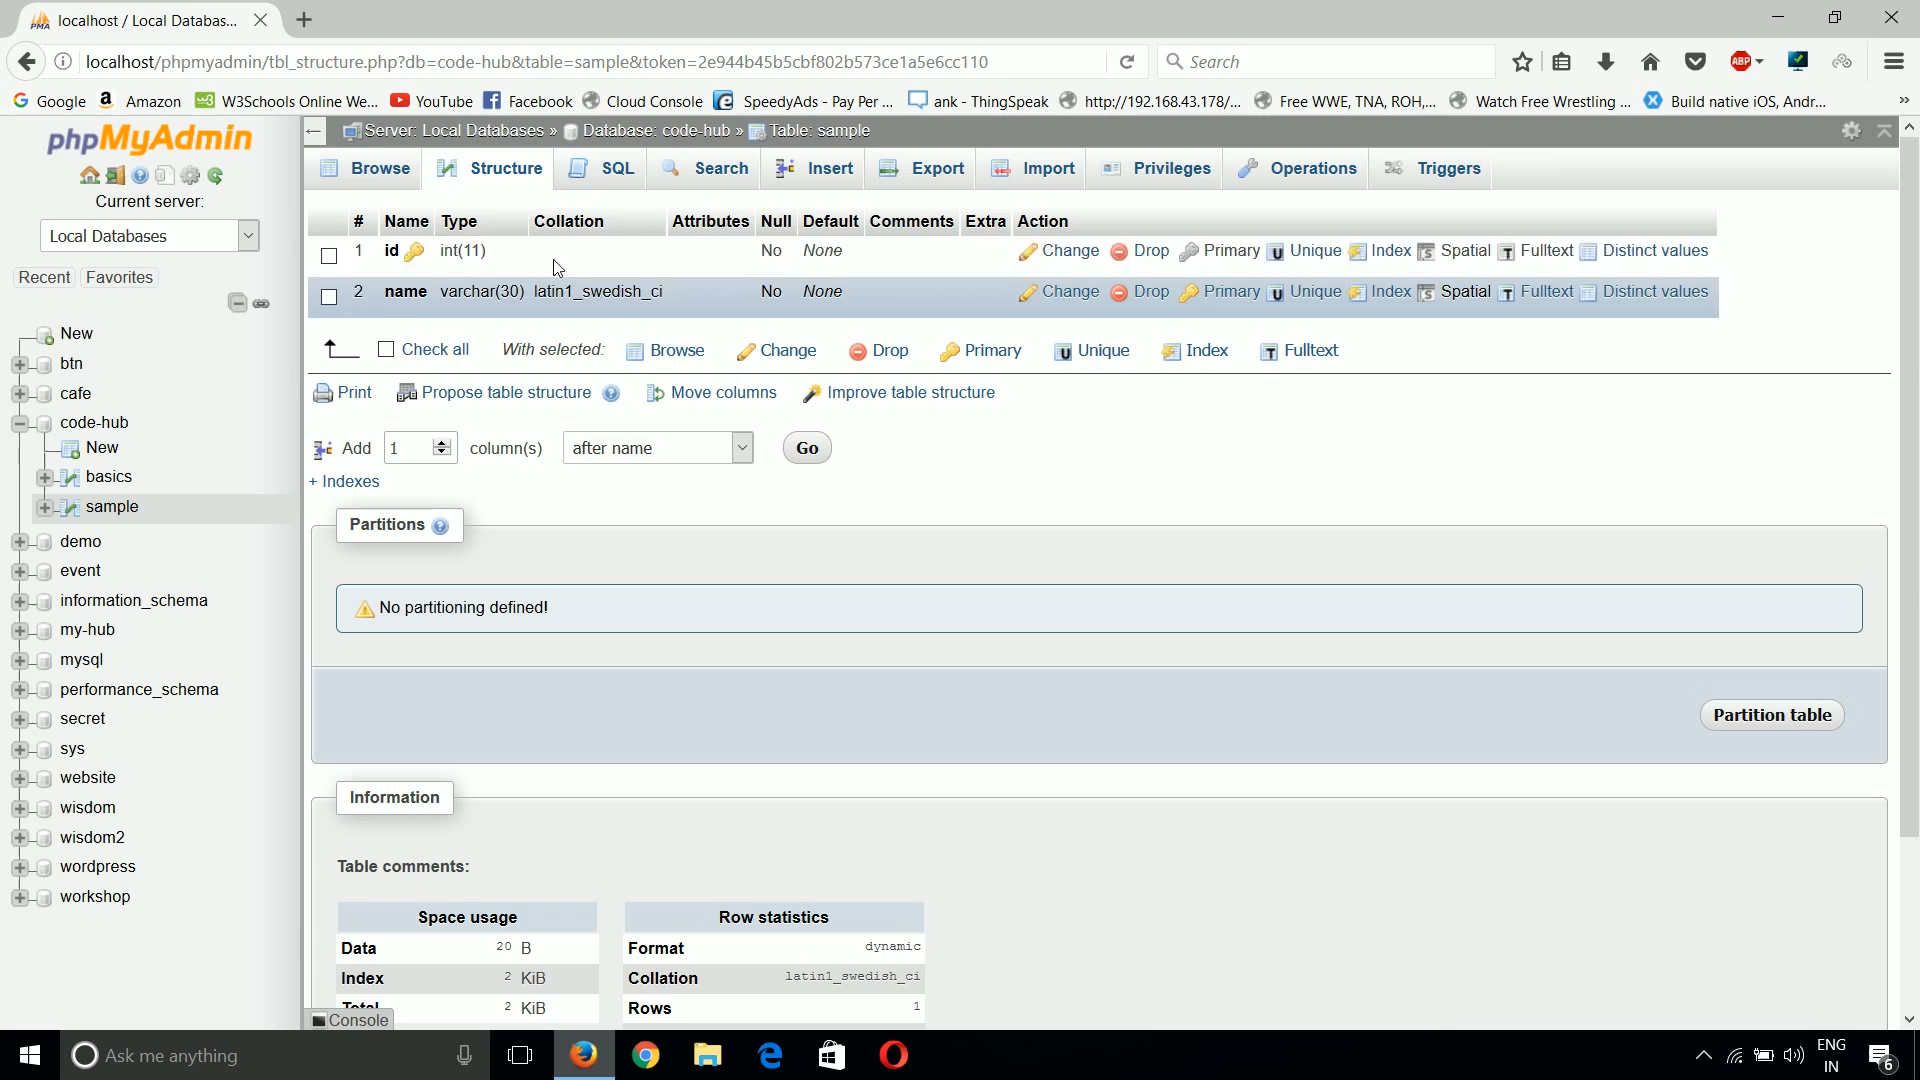 localhost / Local Databas...
localhost/phpmyadmin/tbl_structure.php?db=code-hub&table=sample&token=2e944b45b5cbf802b573ce1a5e6cc110
Search
ABP
Google Amazon W3Schools Online We... YouTube Facebook Cloud Console SpeedyAds - Pay Per ... ank - ThingSpeak http://192.168.43.178/... Free WWE, TNA, ROH,... Watch Free Wrestling ... Build native iOS, Andr...
phpMyAdmin
Current server:
Local Databases
Recent Favorites
New
btn
cafe
code-hub
New
basics
sample
demo
event
information_schema
my-hub
mysql
performance_schema
secret
sys
website
wisdom
wisdom2
wordpress
workshop
Server: Local Databases » Database: code-hub » Table: sample
Browse Structure SQL Search Insert Export Import Privileges Operations Triggers
# Name Type Collation Attributes Null Default Comments Extra Action
1 id int(11) No None Change Drop Primary Unique Index Spatial Fulltext Distinct values
2 name varchar(30) latin1_swedish_ci No None Change Drop Primary Unique Index Spatial Fulltext Distinct values
Check all With selected: Browse Change Drop Primary Unique Index Fulltext
Print Propose table structure Move columns Improve table structure
Add 1 column(s) after name Go
+ Indexes
Partitions
No partitioning defined!
Partition table
Information
Table comments:
Space usage
Data 20 B
Index 2 KiB
Total 2 KiB
Row statistics
Format dynamic
Collation latin1_swedish_ci
Rows 1
Console
Ask me anything
ENG
IN
6